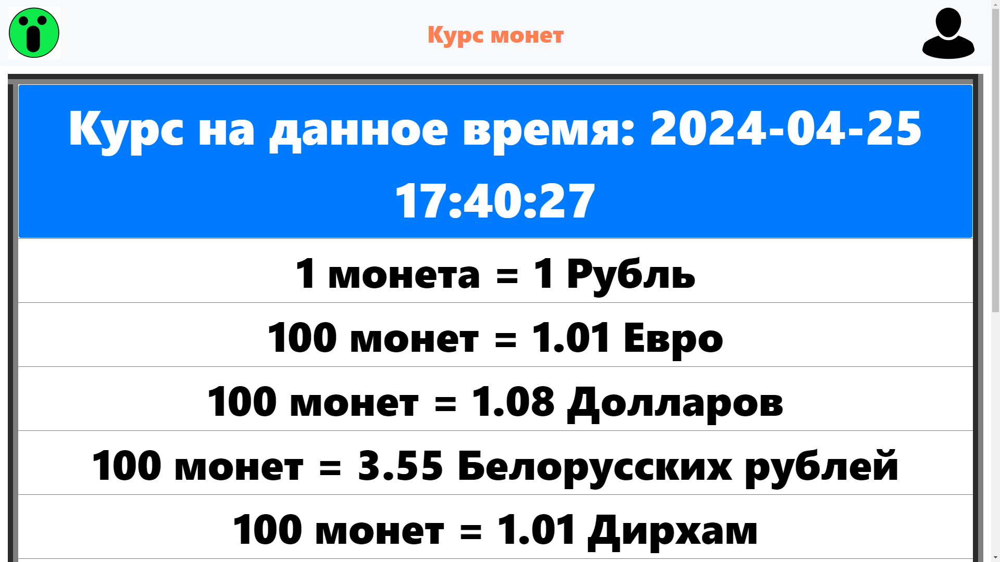 Курс монет
Курс на данное время: 2024-04-25
17:40:27
1 монета = 1 Рубль
100 монет = 1.01 Евро
100 монет = 1.08 Долларов
100 монет = 3.55 Белорусских рублей
100 монет = 1.01 Дирхам